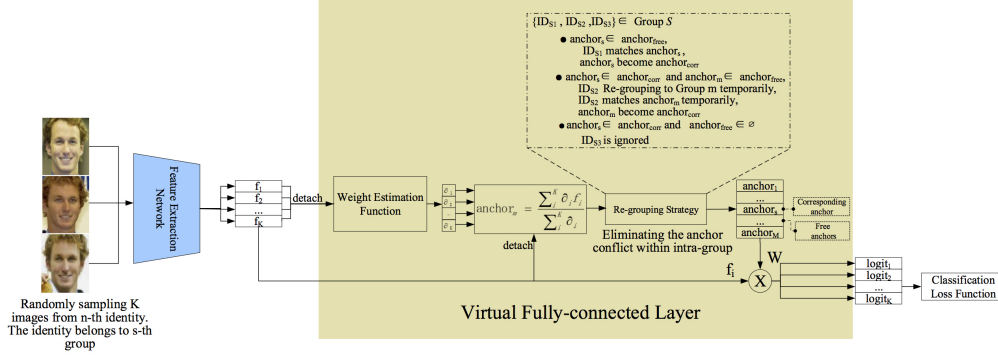 {ID_S1 , ID_S2 ,ID_S3}∈ Group S
● anchor_s∈ anchor_free,
ID_S1 matches anchor_s ,
anchor_s become anchor_corr
● anchor_s∈ anchor_corr and anchor_m∈ anchor_free,
ID_S2 Re-grouping to Group m temporarily,
ID_S2 matches anchor_m temporarily,
anchor_m become anchor_corr
● anchor_s∈ anchor_corr and anchor_free∈ ∅
ID_S3 is ignored
Feature Extraction
Network
f_1
f_2
...
f_K
detach
Weight Estimation
Function
∂_1
∂_2
∂_K
anchor_m = ∑_i^K ∂_i f_i / ∑_i^K ∂_i
detach
Re-grouping Strategy
Eliminating the anchor
conflict within intra-group
anchor_1
...
anchor_s
...
anchor_M
Corresponding
anchor
Free
anchors
W
f_i
X
logit_1
logit_2
...
logit_K
Classification
Loss Function
Randomly sampling K
images from n-th identity.
The identity belongs to s-th
group
Virtual Fully-connected Layer